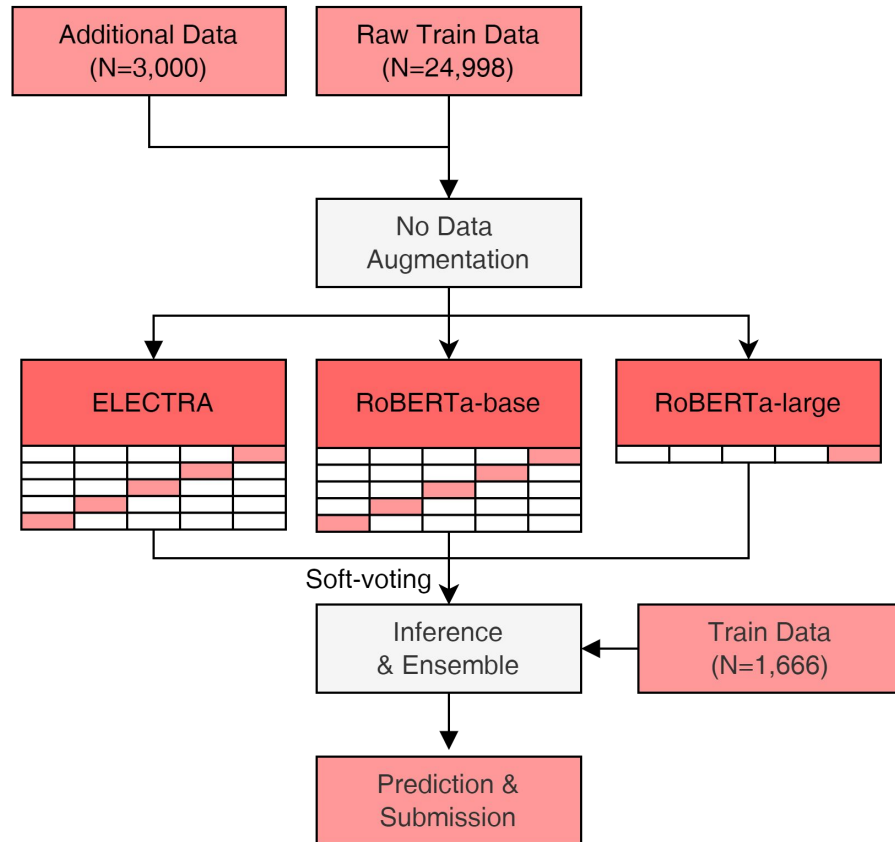 Additional Data
(N=3,000)
Raw Train Data
(N=24,998)
No Data
Augmentation
ELECTRA
RoBERTa-base
RoBERTa-large
Soft-voting
Inference
& Ensemble
Train Data
(N=1,666)
Prediction &
Submission